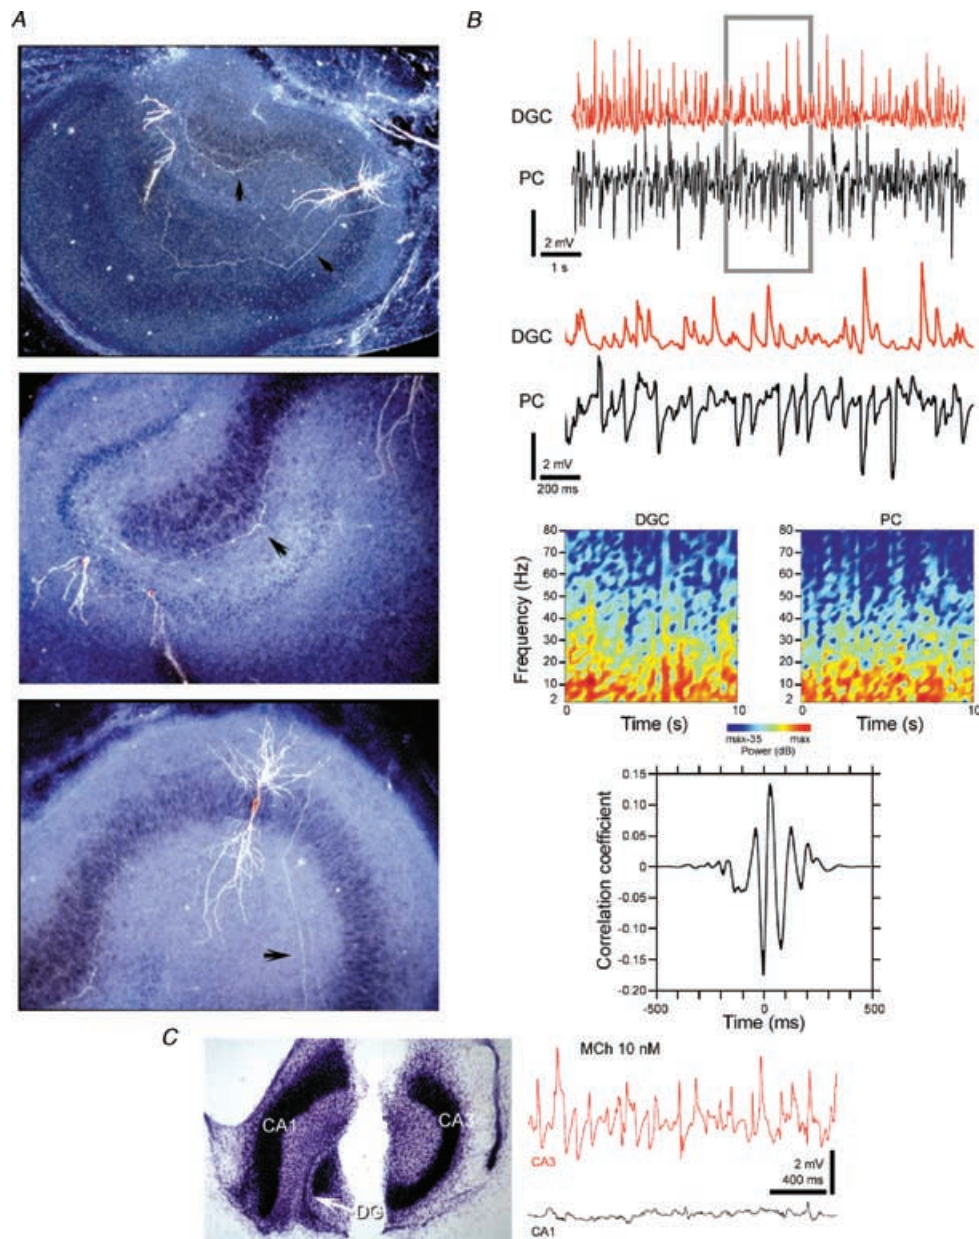 A
B
DGC
PC
2 mV
1 s
DGC
PC
2 mV
200 ms
DGC
PC
Frequency (Hz)
80
70
60
50
40
30
20
10
2
0
10
Time (s)
80
70
60
50
40
30
20
10
2
0
10
Time (s)
max-35
max
Power (dB)
Correlation coefficient
0.15
0.10
0.05
0
-0.05
-0.10
-0.15
-0.20
-500
0
500
Time (ms)
C
CA1
CA3
DG
MCh 10 nM
CA3
2 mV
400 ms
CA1